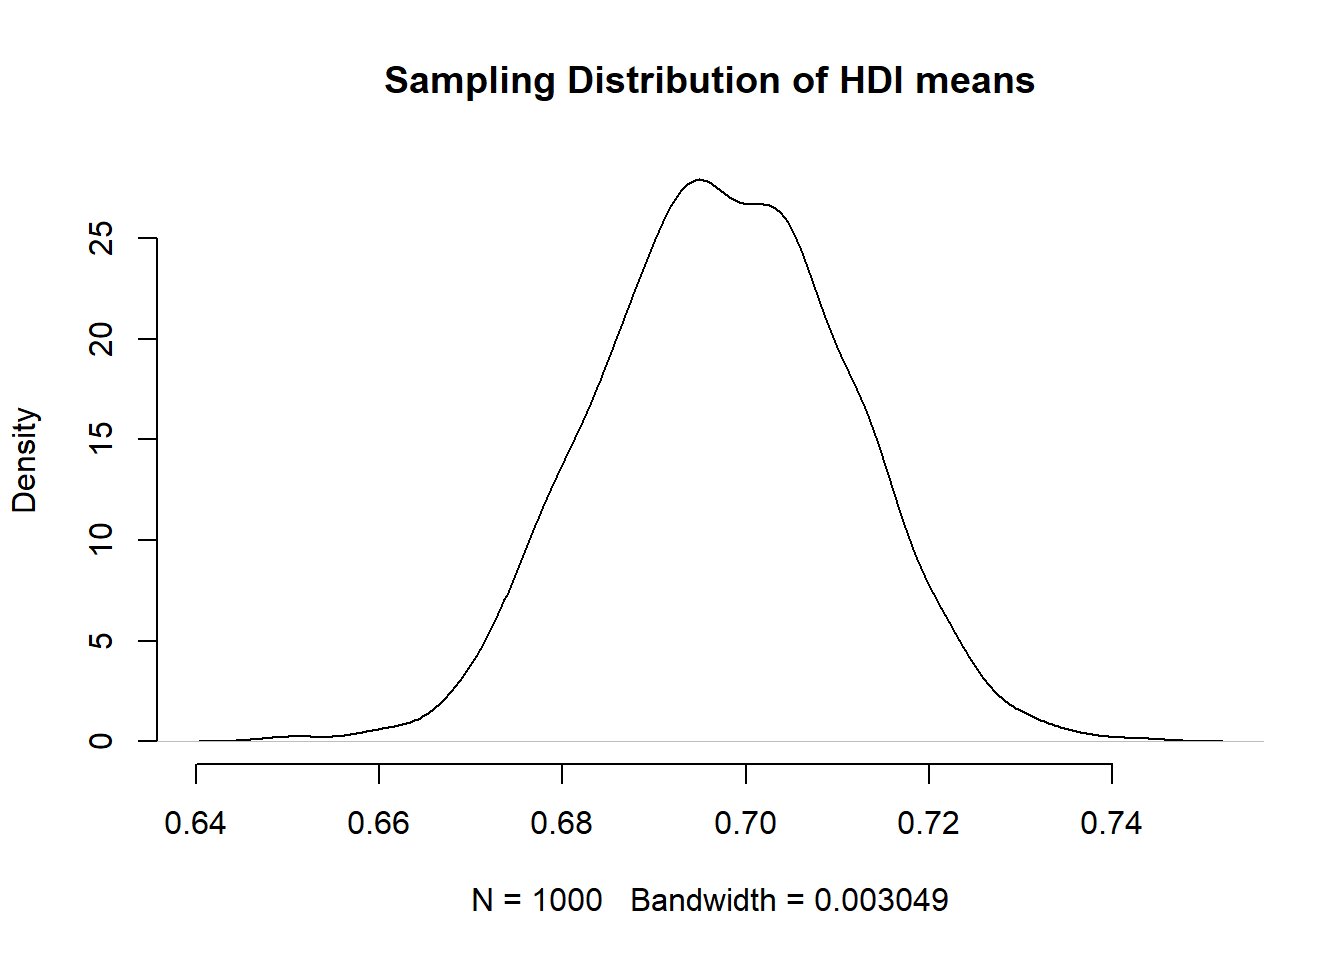 Sampling Distribution of HDI means
Density
25
20
15
10
5
0
0.64 0.66 0.68 0.70 0.72 0.74
N = 1000 Bandwidth = 0.003049